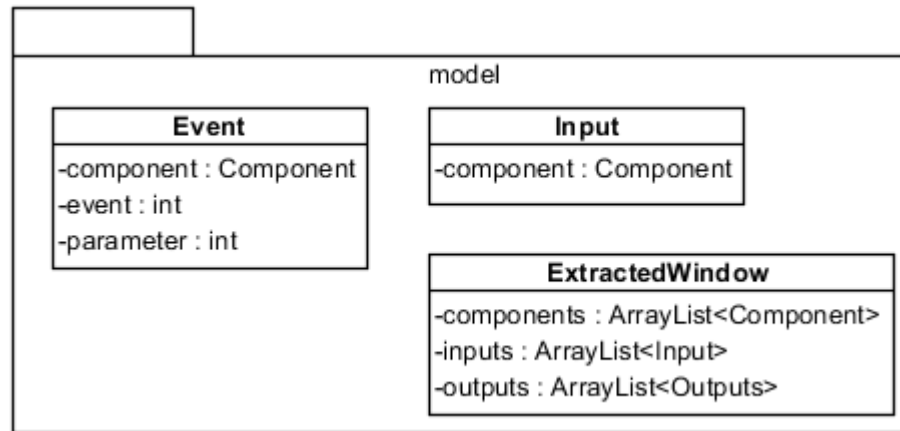 model
Event
-component : Component
-event : int
-parameter : int
Input
-component : Component
ExtractedWindow
-components : ArrayList<Component>
-inputs : ArrayList<Input>
-outputs : ArrayList<Outputs>